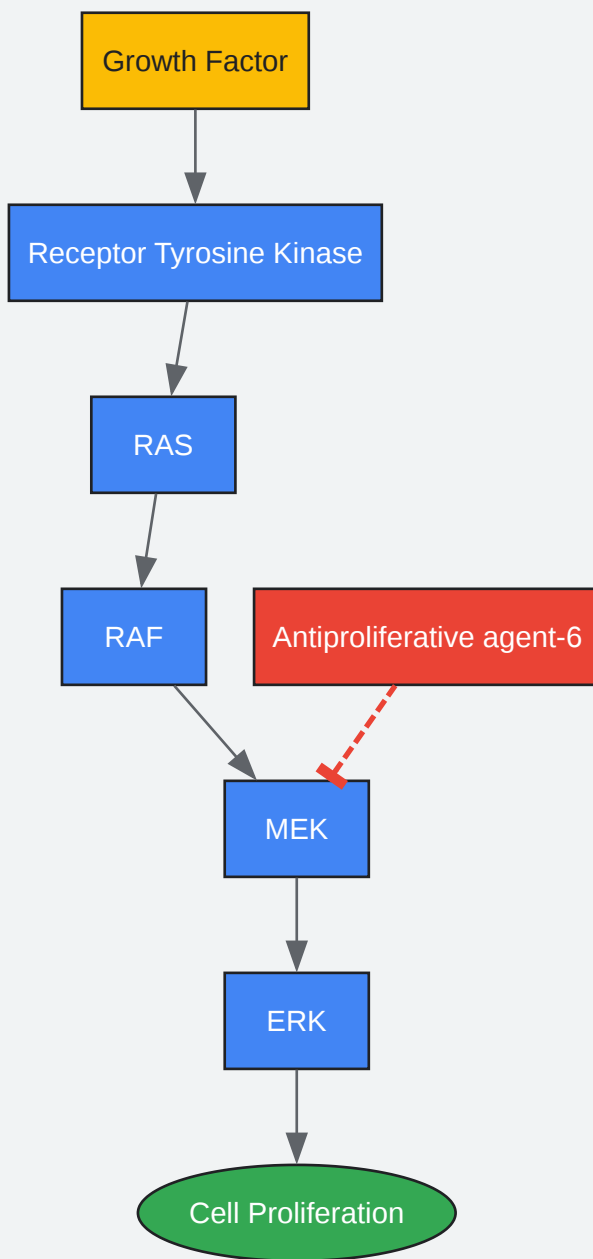 Growth Factor
Receptor Tyrosine Kinase
RAS
RAF
Antiproliferative agent-6
MEK
ERK
Cell Proliferation